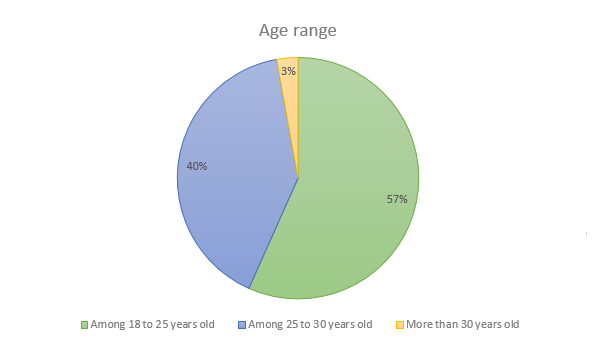 Age range
3%
40%
57%
Among 18 to 25 years old
Among 25 to 30 years old
More than 30 years old